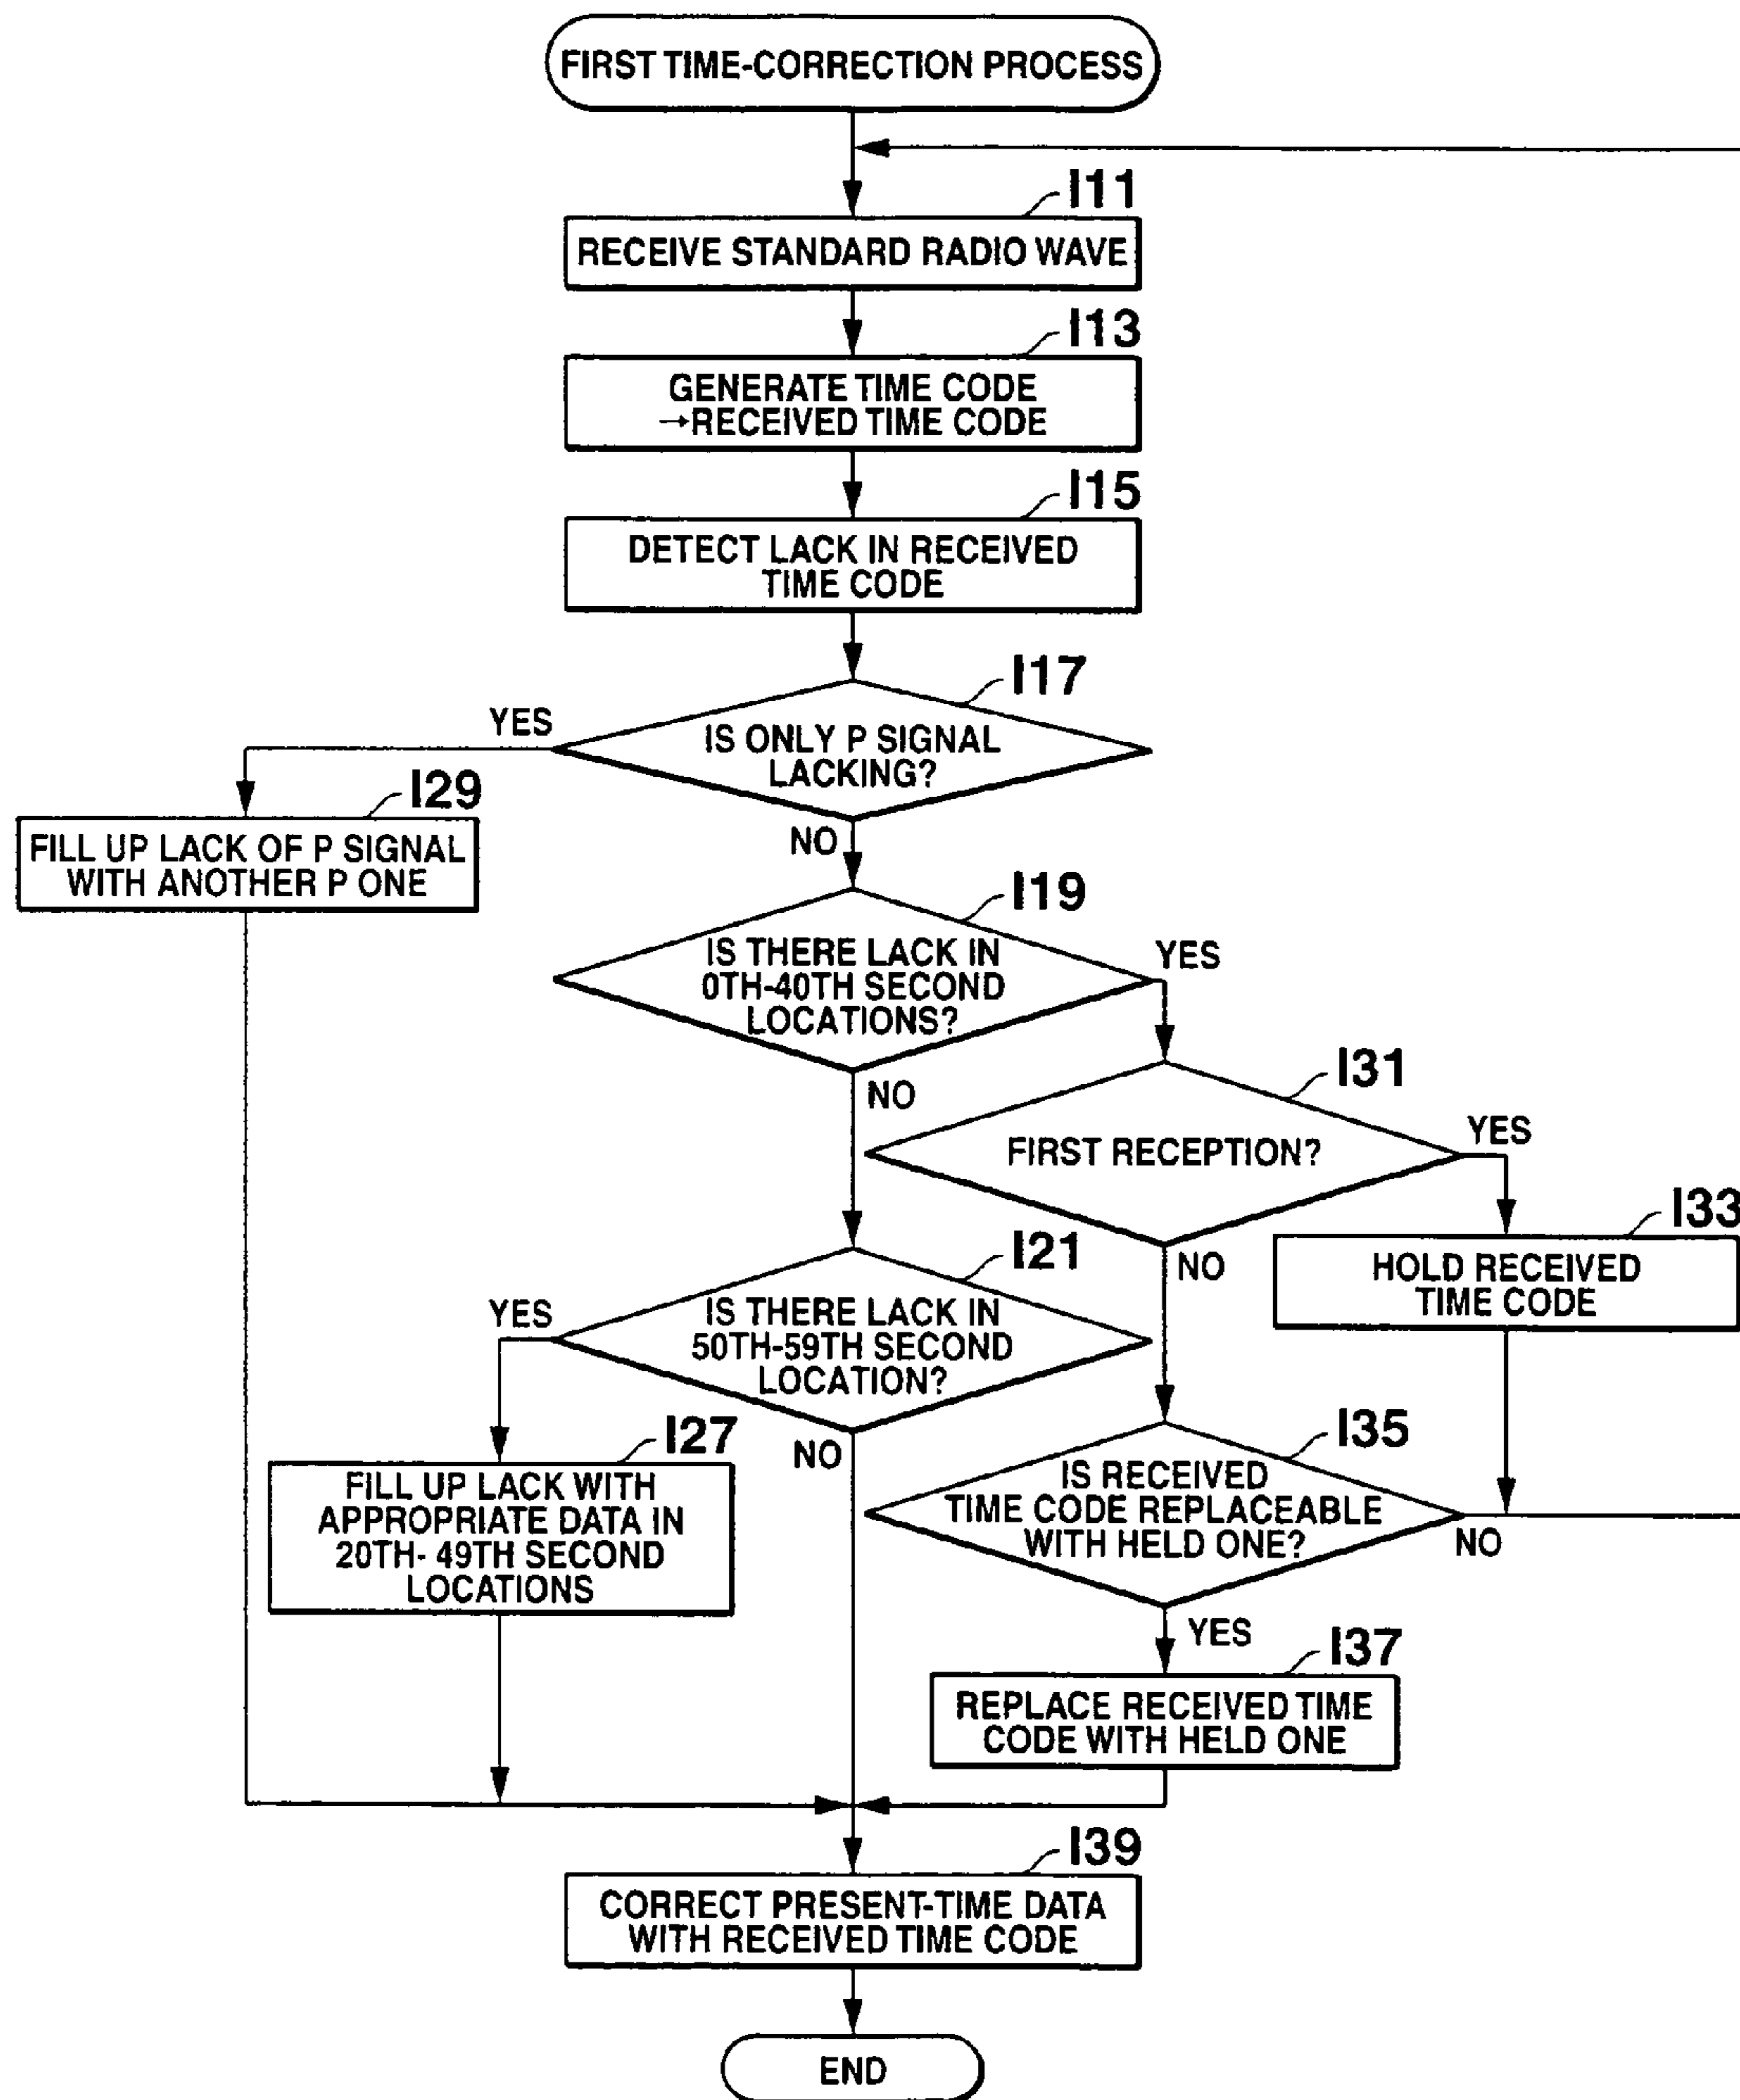 FIRST TIME-CORRECTION PROCESS
I11
RECEIVE STANDARD RADIO WAVE
I13
GENERATE TIME CODE
→RECEIVED TIME CODE
I15
DETECT LACK IN RECEIVED
TIME CODE
I17
YES
IS ONLY P SIGNAL
LACKING?
NO
I29
FILL UP LACK OF P SIGNAL
WITH ANOTHER P ONE
I19
IS THERE LACK IN
0TH-40TH SECOND
LOCATIONS?
YES
NO
I31
FIRST RECEPTION?
YES
NO
I33
HOLD RECEIVED
TIME CODE
I21
YES
IS THERE LACK IN
50TH-59TH SECOND
LOCATION?
NO
I27
FILL UP LACK WITH
APPROPRIATE DATA IN
20TH- 49TH SECOND
LOCATIONS
I35
IS RECEIVED
TIME CODE REPLACEABLE
WITH HELD ONE?
NO
YES
I37
REPLACE RECEIVED TIME
CODE WITH HELD ONE
I39
CORRECT PRESENT-TIME DATA
WITH RECEIVED TIME CODE
END